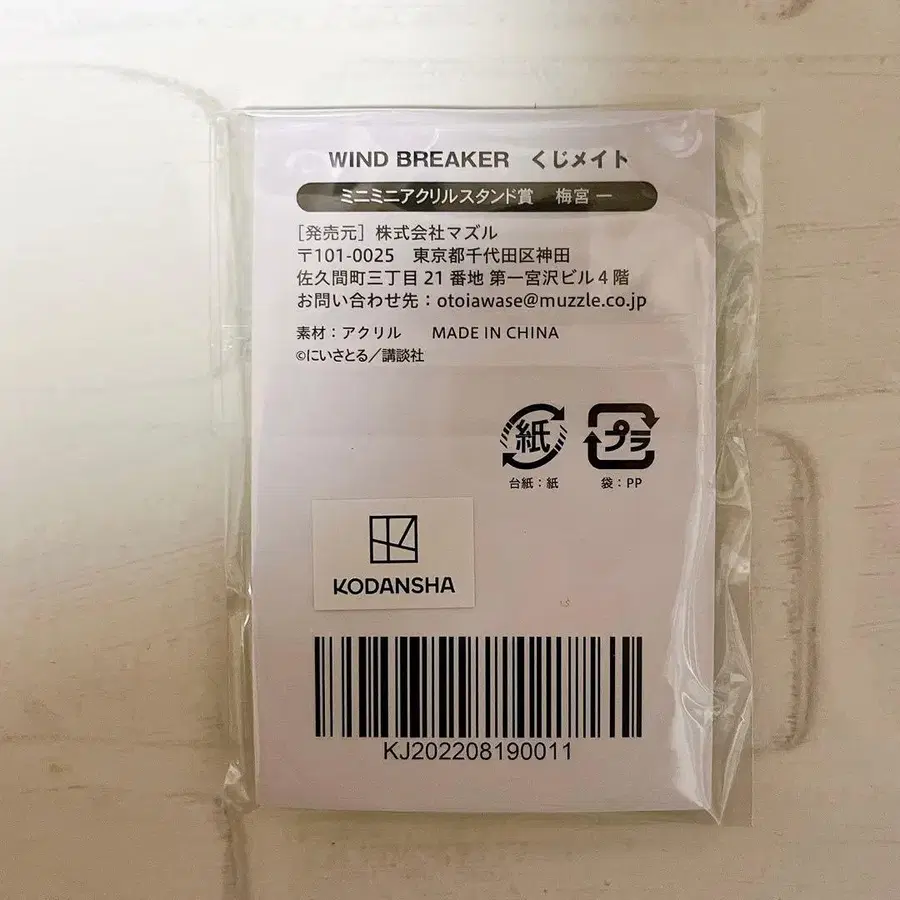 WIND BREAKER くじメイト
ミニミニアクリルスタンド賞 梅宮 一
［発売元］株式会社マズル
〒101-0025 東京都千代田区神田
佐久間町三丁目21番地 第一宮沢ビル4階
お問い合わせ先：otoiawase@muzzle.co.jp
素材：アクリル MADE IN CHINA
©にいさとる／講談社
紙 プラ
台紙：紙 袋：PP
KODANSHA
KJ202208190011